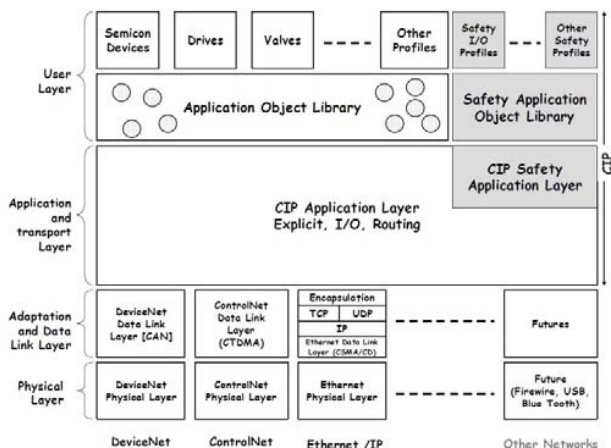 Semicon
Devices
Drives
Valves
Other
Profiles
Safety
I/O
Profiles
Other
Safety
Profiles
User
Layer
Application Object Library
Safety Application
Object Library
CIP
CIP Safety
Application Layer
Application
and
transport
Layer
CIP Application Layer
Explicit, I/O, Routing
Adaptation
and Data
Link Layer
DeviceNet
Data Link
Layer [CAN]
ControlNet
Data Link
Layer
(CTDMA)
Encapsulation
TCP UDP
IP
Ethernet Data Link
Layer (CSMA/CD)
Futures
Physical
Layer
DeviceNet
Physical Layer
ControlNet
Physical Layer
Ethernet
Physical Layer
Future
(Firewire, USB,
Blue Tooth)
DeviceNet
ControlNet
Ethernet /IP
Other Networks